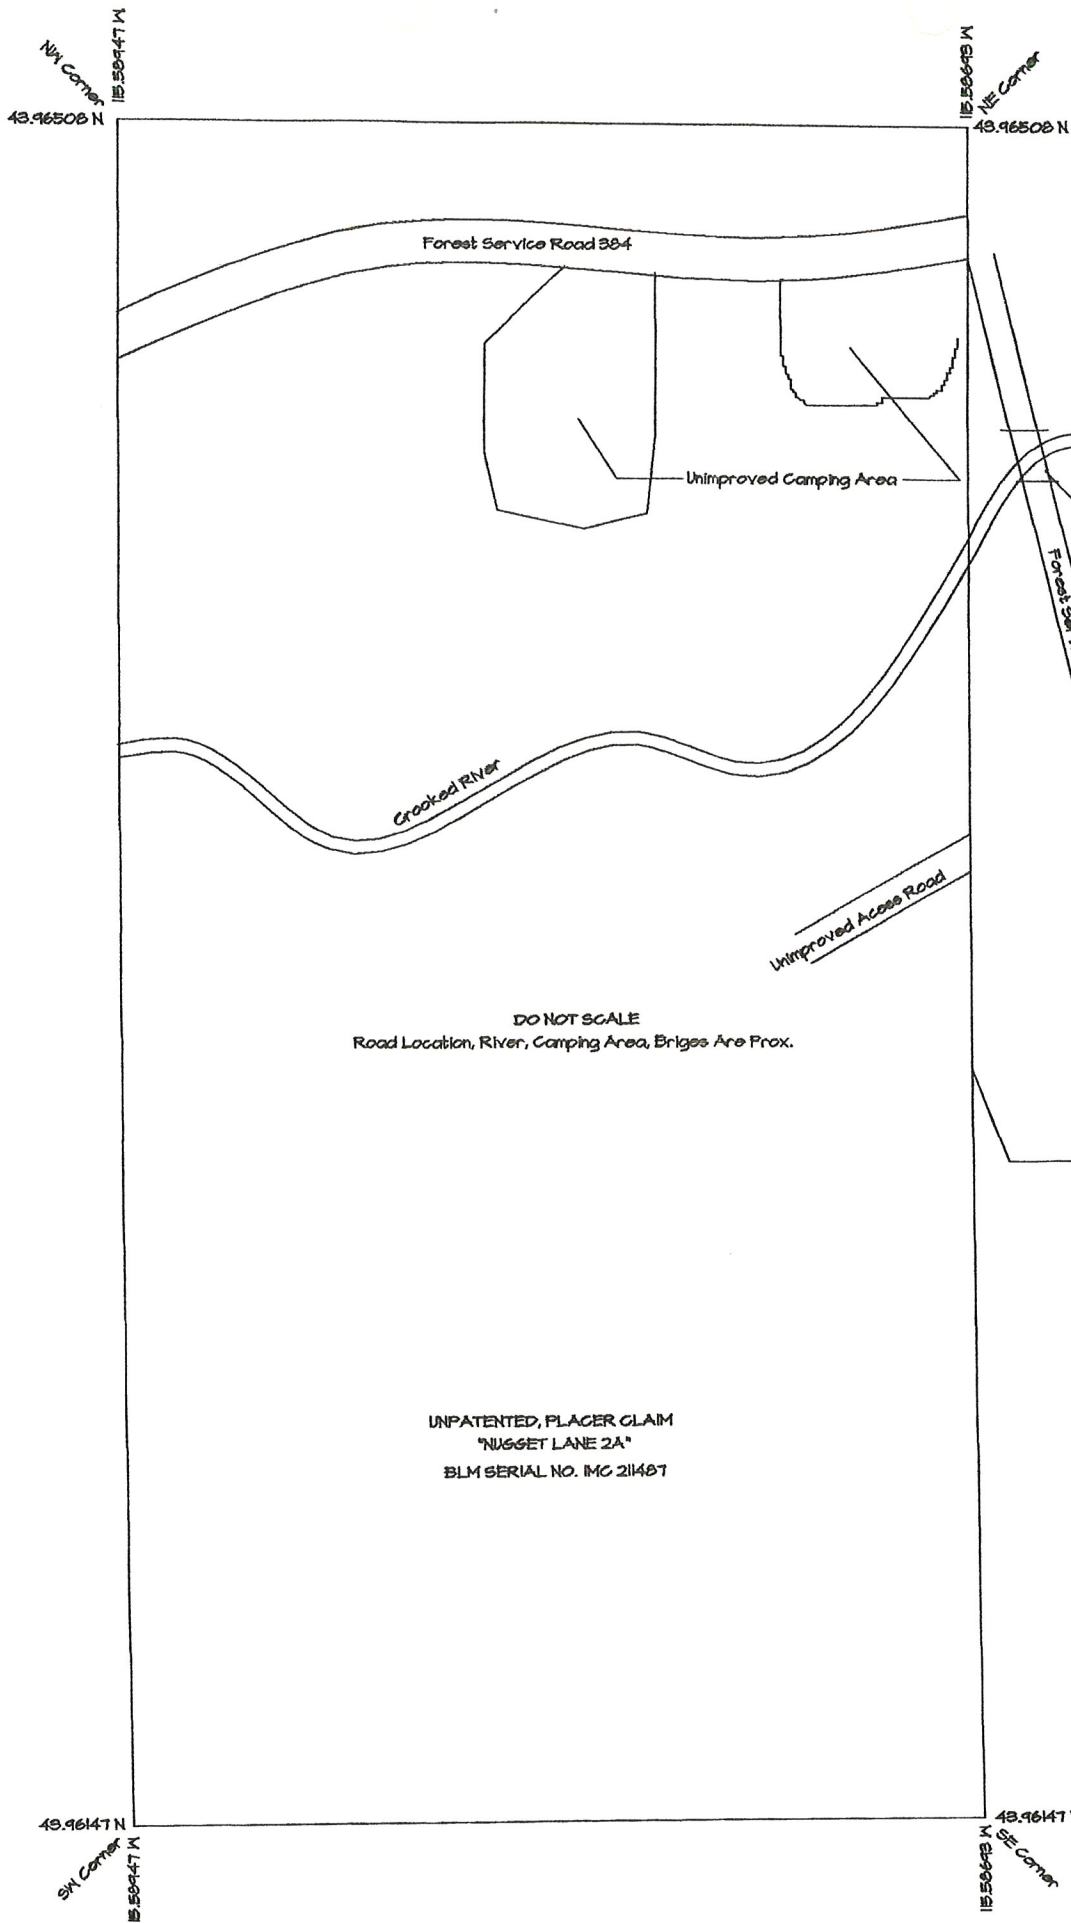 NW Corner
115.58947 W
115.58693 W
NE Corner
43.96508 N
43.96508 N
Forest Service Road 384
Unimproved Camping Area
Forest
Crooked River
Unimproved Acess Road
DO NOT SCALE
Road Location, River, Camping Area, Briges Are Prox.
UNPATENTED, PLACER CLAIM
"NUGGET LANE 2A"
BLM SERIAL NO. IMC 211487
43.96147 N
43.96147
SW Corner
115.58947 W
115.58693 W
SE Corner